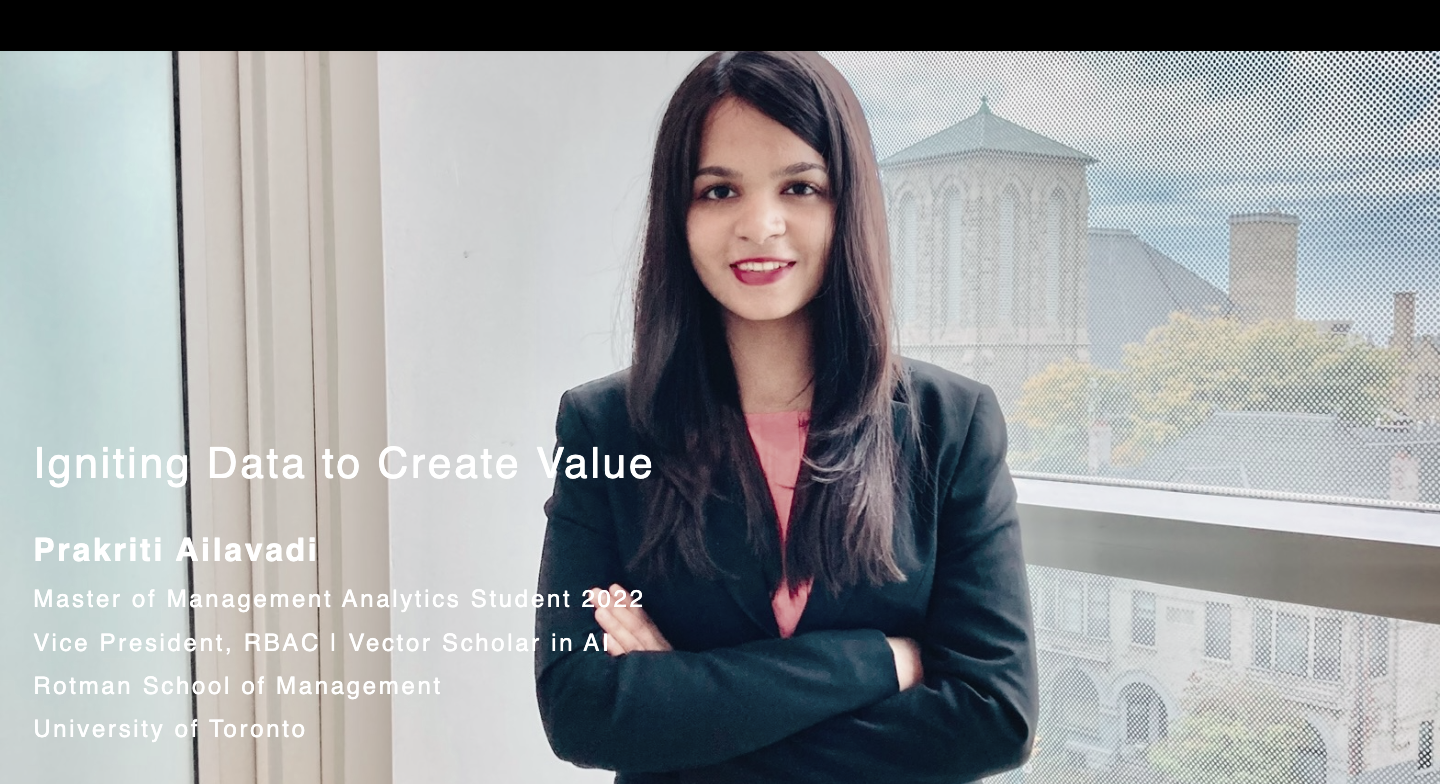 Igniting Data to Create Value
Prakriti Ailavadi
Master of Management Analytics Student 2022
Vice President, RBAC | Vector Scholar in AI
Rotman School of Management
University of Toronto